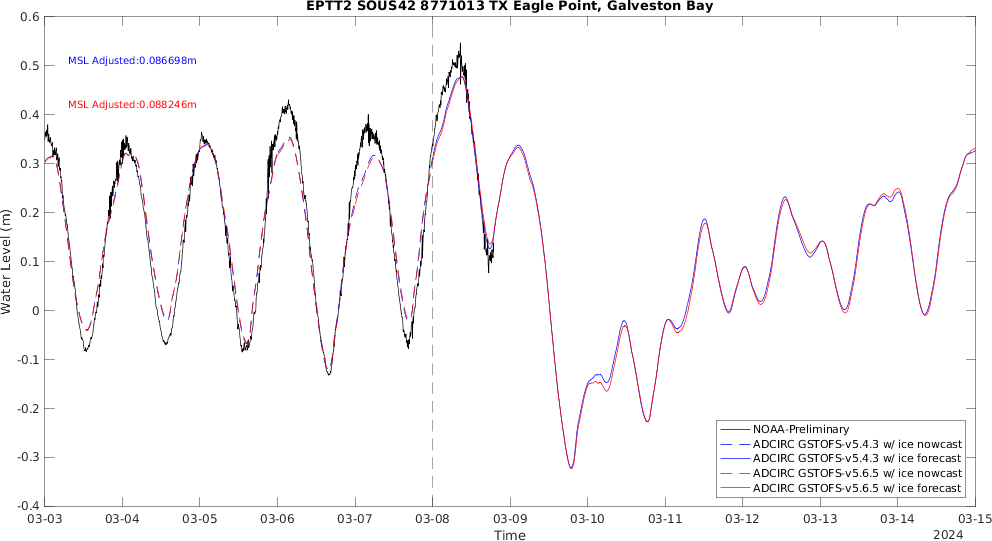 EPTT2 SOUS42 8771013 TX Eagle Point, Galveston Bay
0.6
0.5
0.4
0.3
0.2
0.1
0
-0.1
-0.2
-0.3
-0.4
Water Level (m)
MSL Adjusted:0.086698m
MSL Adjusted:0.088246m
NOAA-Preliminary
ADCIRC GSTOFS-v5.4.3 w/ ice nowcast
ADCIRC GSTOFS-v5.4.3 w/ ice forecast
ADCIRC GSTOFS-v5.6.5 w/ ice nowcast
ADCIRC GSTOFS-v5.6.5 w/ ice forecast
03-03 03-04 03-05 03-06 03-07 03-08 03-09 03-10 03-11 03-12 03-13 03-14 03-15
Time
2024